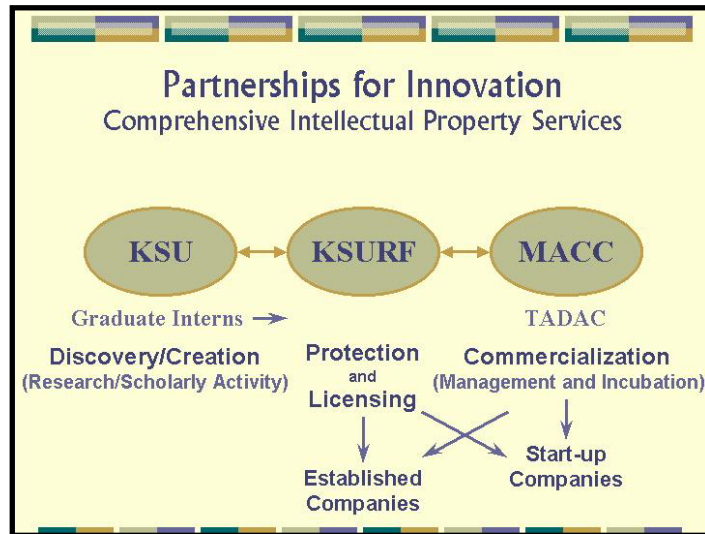 Partnerships for Innovation
Comprehensive Intellectual Property Services
KSU
KSURF
MACC
Graduate Interns
TADAC
Discovery/Creation
(Research/Scholarly Activity)
Protection
and
Licensing
Commercialization
(Management and Incubation)
Established
Companies
Start-up
Companies